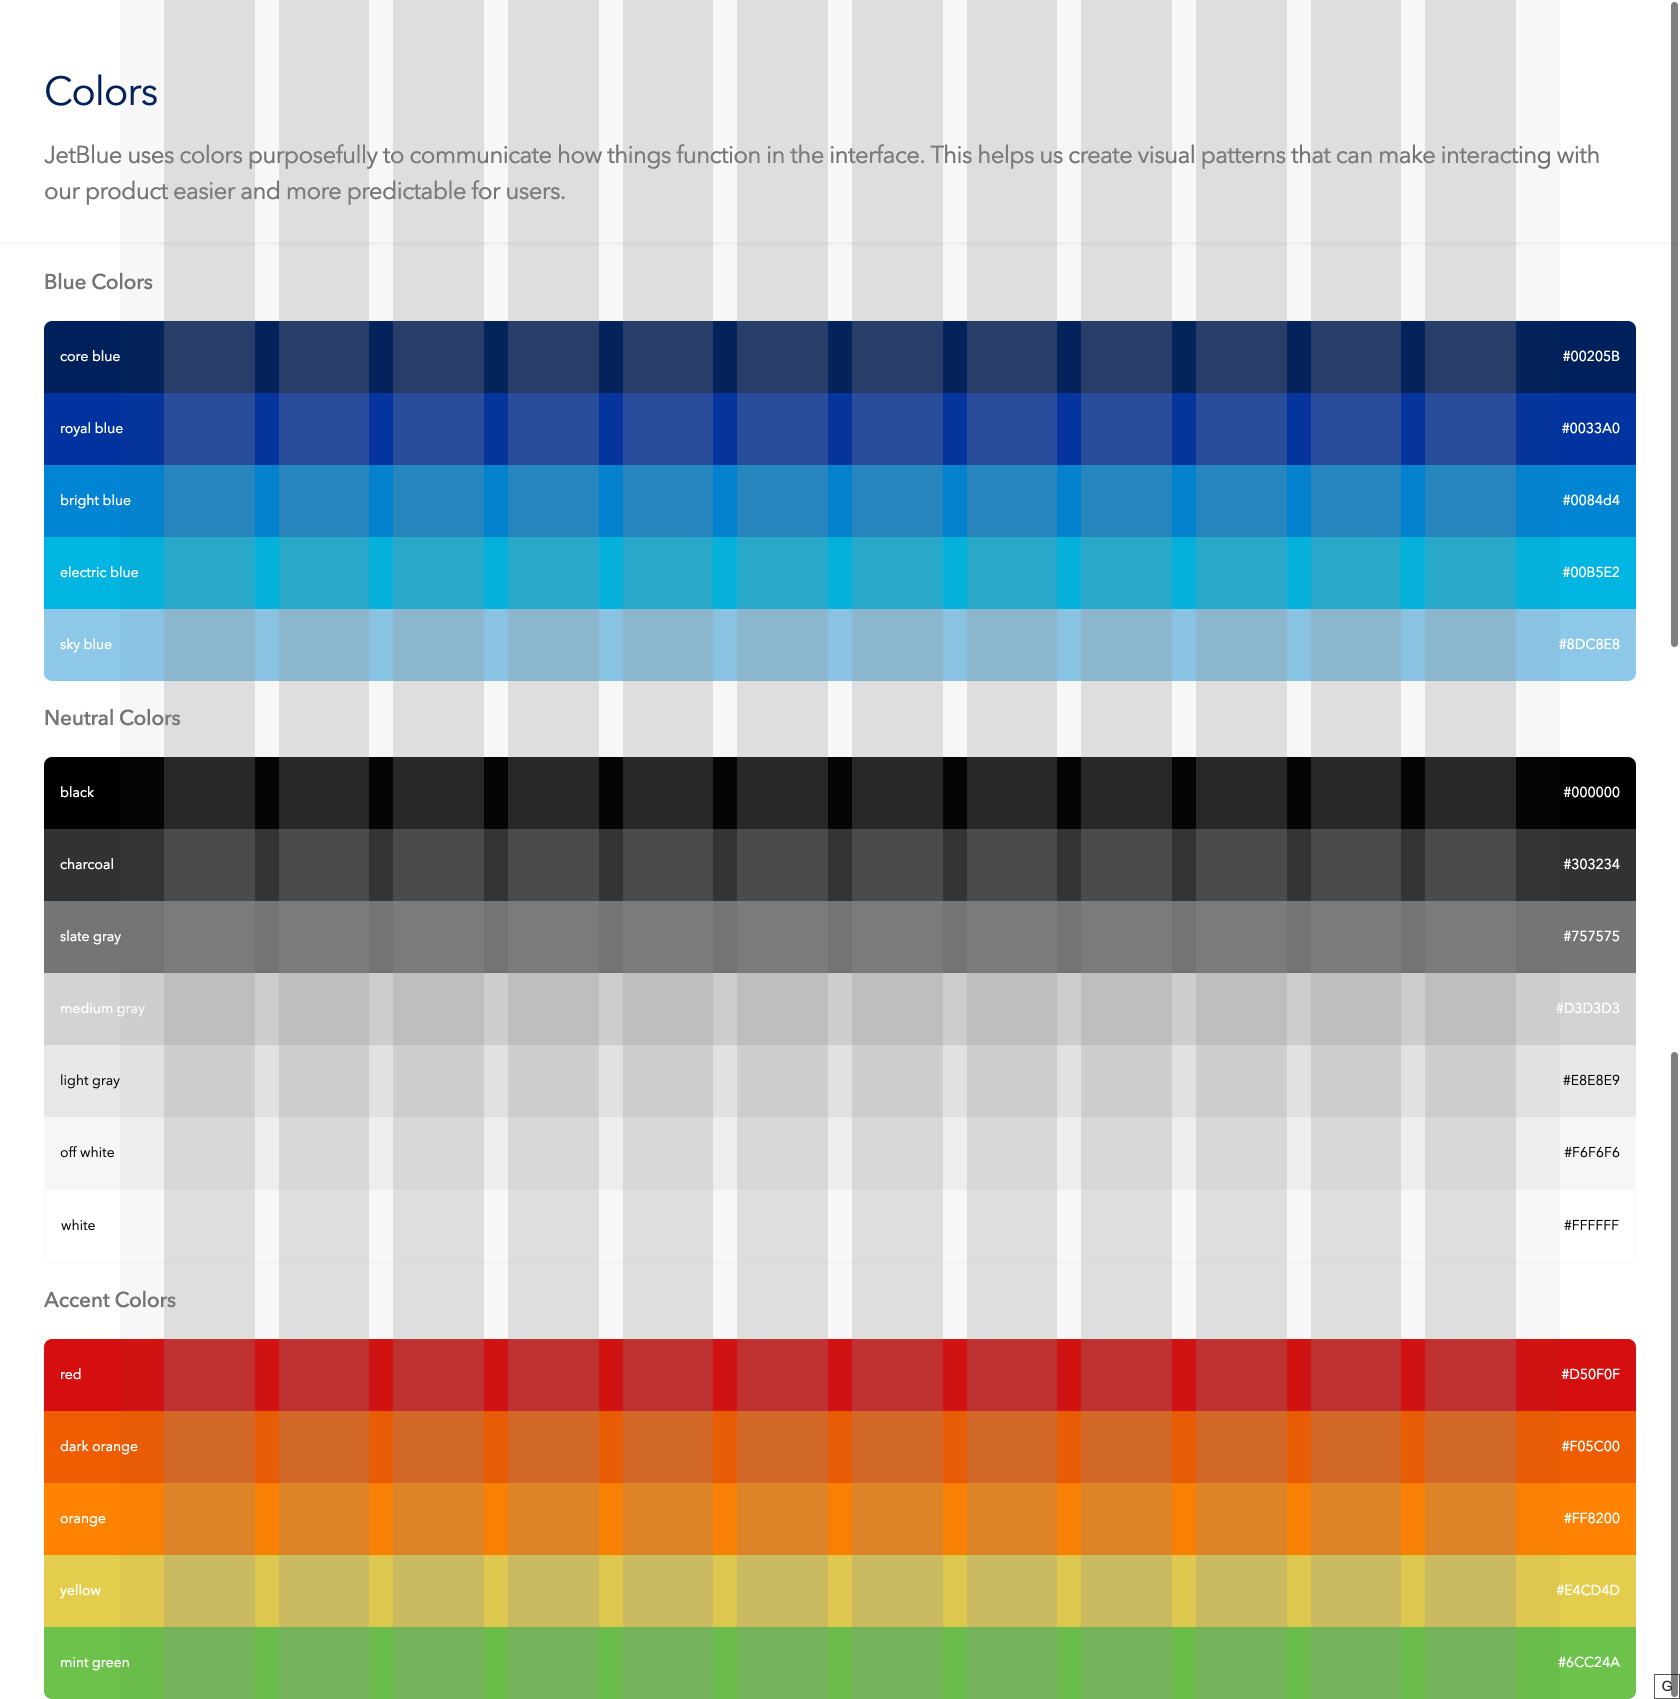 Colors
JetBlue uses colors purposefully to communicate how things function in the interface. This helps us create visual patterns that can make interacting with
our product easier and more predictable for users.
Blue Colors
core blue #00205B
royal blue #0033A0
bright blue #0084d4
electric blue #00B5E2
sky blue #8DC8E8
Neutral Colors
black #000000
charcoal #303234
slate gray #757575
medium gray #D3D3D3
light gray #E8E8E9
off white #F6F6F6
white #FFFFFF
Accent Colors
red #D50F0F
dark orange #F05C00
orange #FF8200
yellow #E4CD4D
mint green #6CC24A
G